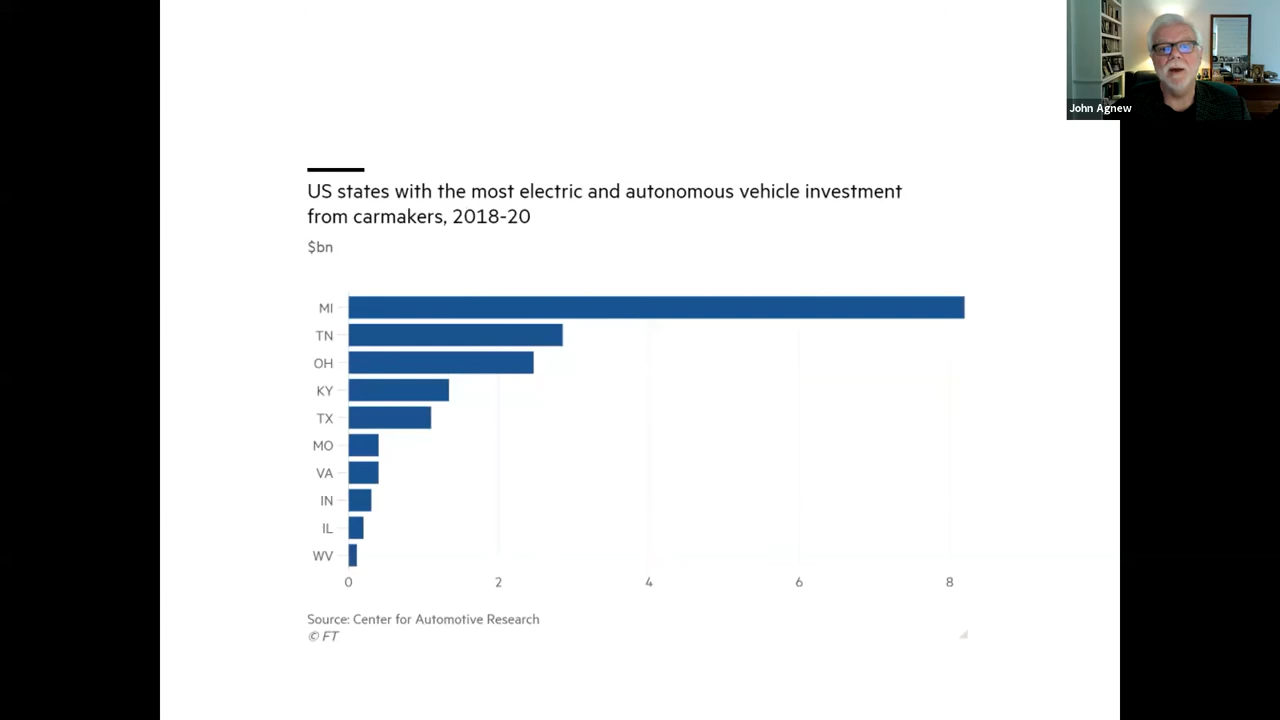 John Agnew
US states with the most electric and autonomous vehicle investment
from carmakers, 2018-20
$bn
MI
TN
OH
KY
TX
MO
VA
IN
IL
WV
0 2 4 6 8
Source: Center for Automotive Research
© FT